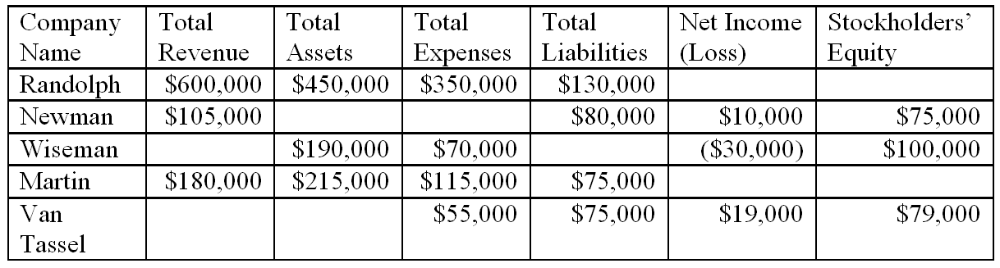 Company Name Total Revenue Total Assets Total Expenses Total Liabilities Net Income (Loss) Stockholders’ Equity
Randolph $600,000 $450,000 $350,000 $130,000
Newman $105,000 $80,000 $10,000 $75,000
Wiseman $190,000 $70,000 ($30,000) $100,000
Martin $180,000 $215,000 $115,000 $75,000
Van Tassel $55,000 $75,000 $19,000 $79,000